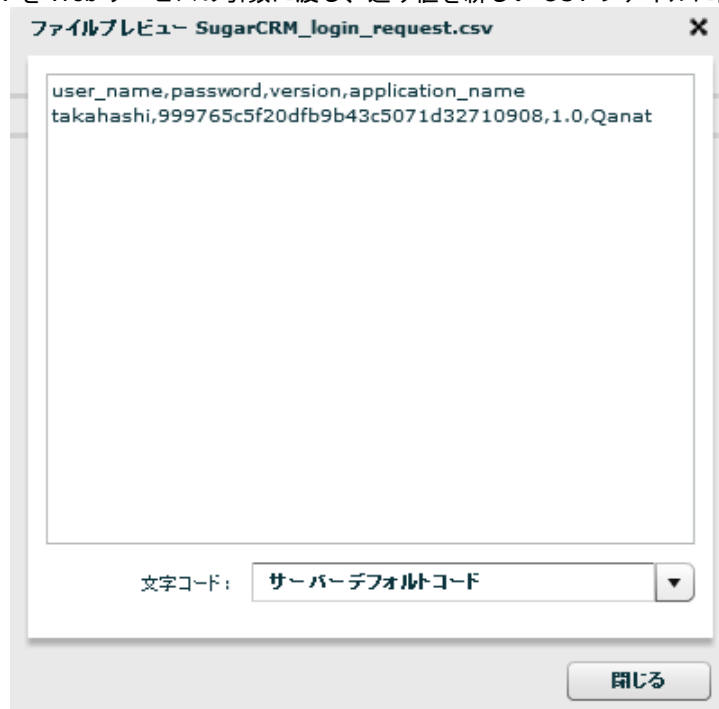 ファイルプレビュー SugarCRM_login_request.csv
user_name,password,version,application_name
takahashi,999765c5f20dfb9b43c5071d32710908,1.0,Qanat
文字コード: サーバーデフォルトコード
閉じる